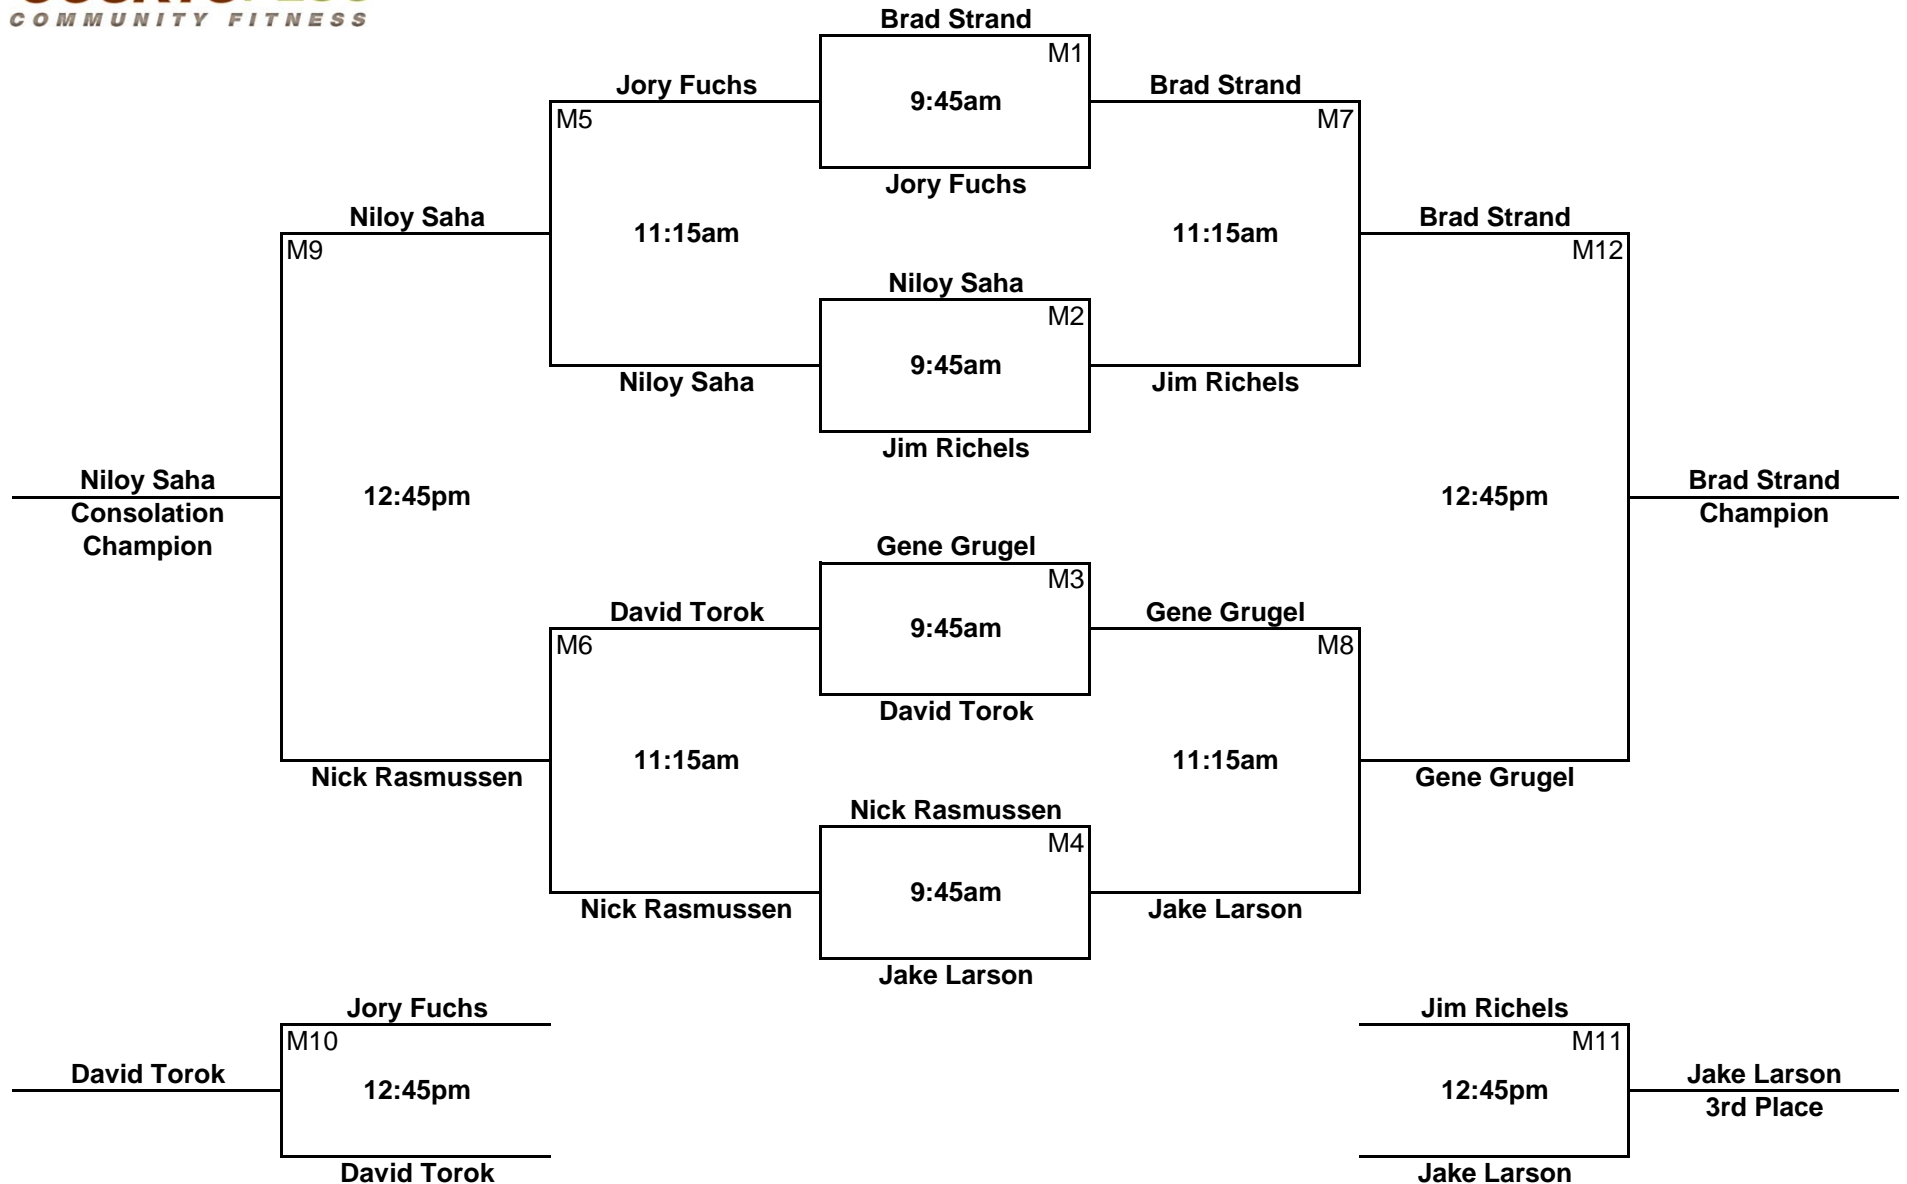 COMMUNITY FITNESS
Brad Strand
M1
Jory Fuchs
9:45am
Brad Strand
M5
M7
Jory Fuchs
Niloy Saha
11:15am
11:15am
Brad Strand
M9
M12
Niloy Saha
M2
9:45am
Niloy Saha
Jim Richels
Jim Richels
Niloy Saha
Consolation
Champion
12:45pm
12:45pm
Brad Strand
Champion
Gene Grugel
M3
David Torok
9:45am
Gene Grugel
M6
M8
David Torok
11:15am
11:15am
Nick Rasmussen
Gene Grugel
Nick Rasmussen
M4
9:45am
Nick Rasmussen
Jake Larson
Jake Larson
Jory Fuchs
Jim Richels
M10
M11
David Torok
12:45pm
12:45pm
Jake Larson
3rd Place
David Torok
Jake Larson